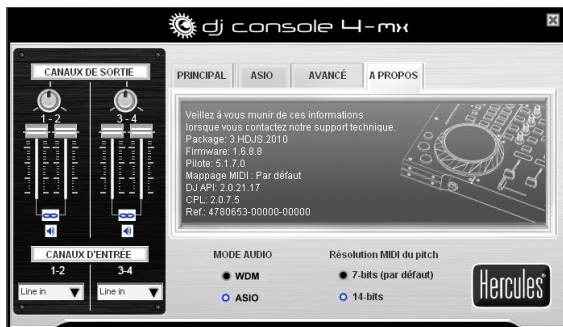 dj console 4-mx
CANAUX DE SORTIE
1 - 2
3 - 4
CANAUX D'ENTRÉE
1-2
3-4
Line in
Line in
PRINCIPAL
ASIO
AVANCÉ
A PROPOS
Veillez à vous munir de ces informations
lorsque vous contactez notre support technique.
Package: 3.HDJS.2010
Firmware: 1.6.8.8
Pilote: 5.1.7.0
Mappage MIDI : Par défaut
DJ API: 2.0.21.17
CPL: 2.0.7.5
Ref.: 4780653-00000-00000
MODE AUDIO
WDM
ASIO
Résolution MIDI du pitch
7-bits (par défaut)
14-bits
Hercules